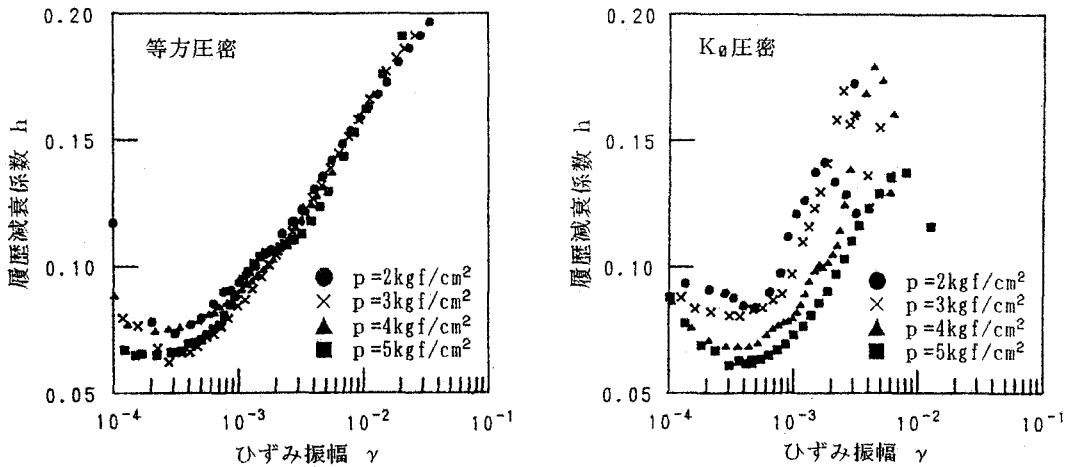 0.20
0.15
0.10
0.05
履歴減衰係数 h
等方圧密
● p=2kgf/cm²
× p=3kgf/cm²
▲ p=4kgf/cm²
■ p=5kgf/cm²
10⁻⁴ 10⁻³ 10⁻² 10⁻¹
ひずみ振幅 γ
0.20
0.15
0.10
0.05
履歴減衰係数 h
K₀圧密
● p=2kgf/cm²
× p=3kgf/cm²
▲ p=4kgf/cm²
■ p=5kgf/cm²
10⁻⁴ 10⁻³ 10⁻² 10⁻¹
ひずみ振幅 γ